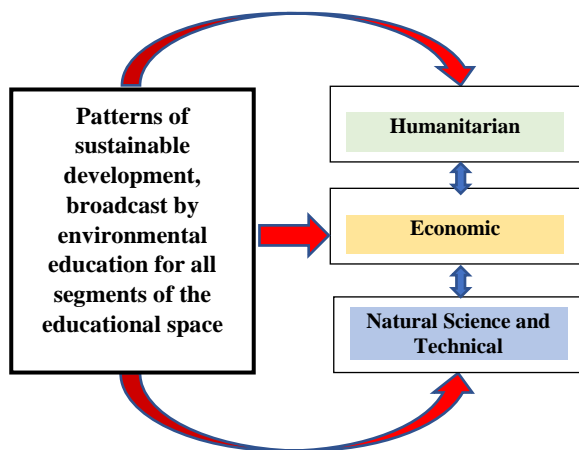 Patterns of
sustainable
development,
broadcast by
environmental
education for all
segments of the
educational space
Humanitarian
Economic
Natural Science and
Technical